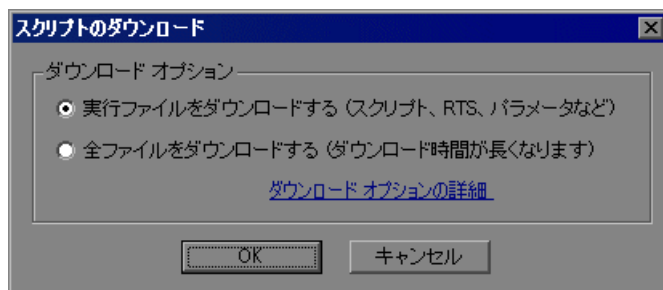 スクリプトのダウンロード
ダウンロード オプション
実行ファイルをダウンロードする (スクリプト、RTS、パラメータなど)
全ファイルをダウンロードする (ダウンロード時間が長くなります)
ダウンロード オプションの詳細
OK キャンセル